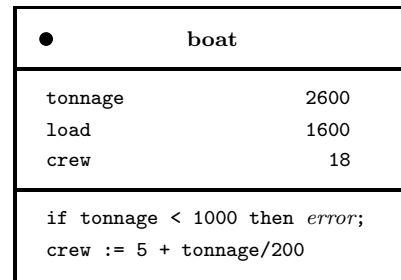 boat
tonnage 2600
load 1600
crew 18
if tonnage < 1000 then error;
crew := 5 + tonnage/200